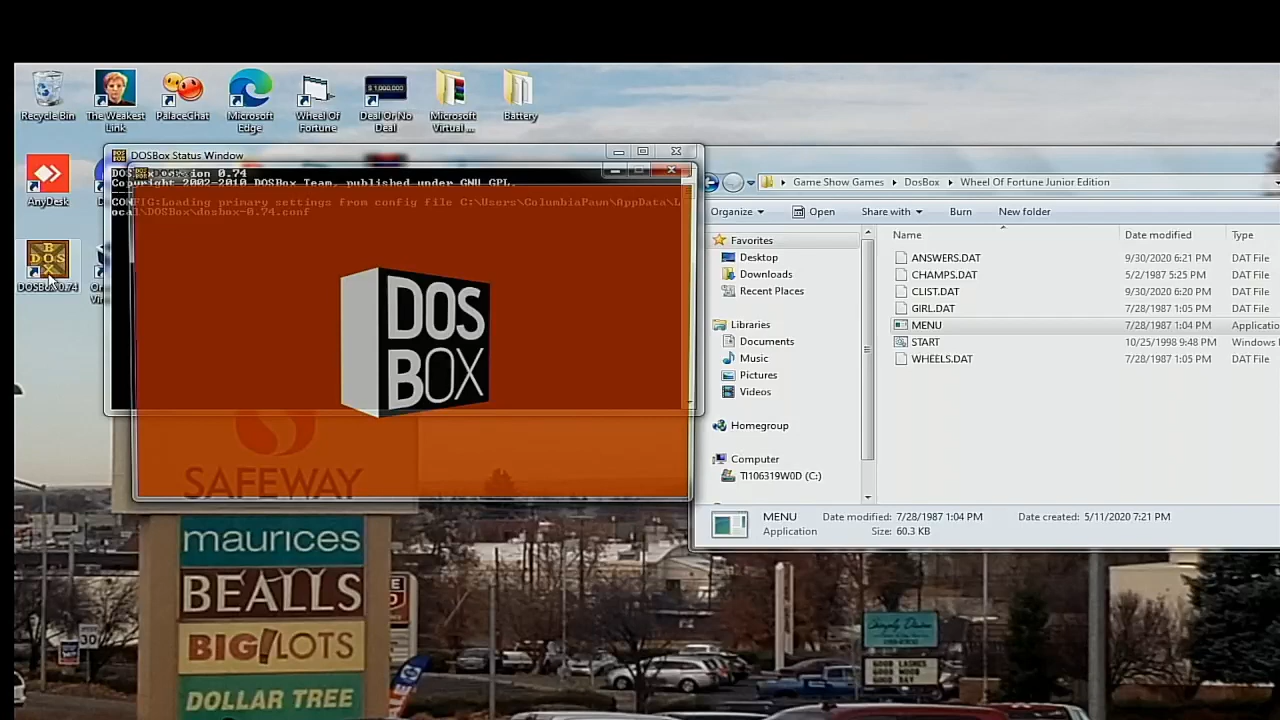 Recycle Bin
The Weakest Link
PalaceChat
Microsoft Edge
Wheel Of Fortune
Deal Or No Deal
Microsoft Virtual ...
Battery
$ 1,000,000
AnyDesk
DOSBox 0.74
DOSBox Status Window
Copyright 2002-2010 DOSBox Team, published under GNU GPL.
CONFIG:Loading primary settings from config file C:\Users\ColumbiaPawn\AppData\L
ocal\DOSBox\dosbox-0.74.conf
DOS
BOX
Game Show Games
DosBox
Wheel Of Fortune Junior Edition
Organize
Open
Share with
Burn
New folder
Favorites
Desktop
Downloads
Recent Places
Libraries
Documents
Music
Pictures
Videos
Homegroup
Computer
TI106319W0D (C:)
Name Date modified Type
ANSWERS.DAT 9/30/2020 6:21 PM DAT File
CHAMPS.DAT 5/2/1987 5:25 PM DAT File
CLIST.DAT 9/30/2020 6:20 PM DAT File
GIRL.DAT 7/28/1987 1:05 PM DAT File
MENU 7/28/1987 1:04 PM Applicatio
START 10/25/1998 9:48 PM Windows
WHEELS.DAT 7/28/1987 1:05 PM DAT File
MENU Date modified: 7/28/1987 1:04 PM Date created: 5/11/2020 7:21 PM
Application Size: 60.3 KB
SAFEWAY
maurices
BEALLS
BIG!LOTS
DOLLAR TREE
30